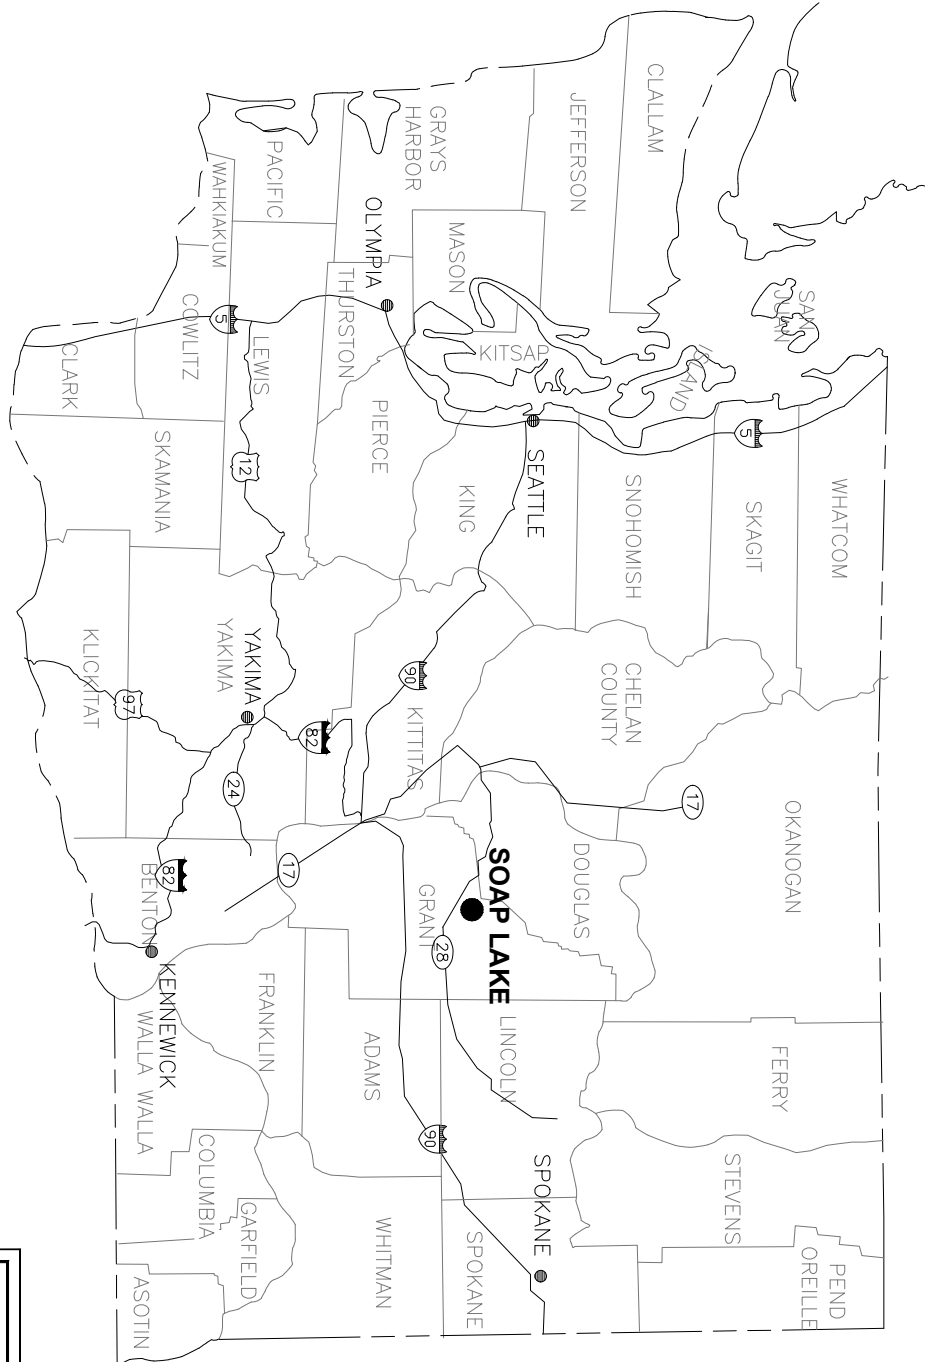 CLALLAM
JEFFERSON
GRAYS
HARBOR
PACIFIC
WAHKIAKUM
SAN
JUAN
ISLAND
MASON
OLYMPIA
THURSTON
KITSAP
COWLITZ
5
LEWIS
CLARK
WHATCOM
SKAGIT
5
SNOHOMISH
SEATTLE
KING
PIERCE
12
SKAMANIA
OKANOGAN
17
CHELAN
COUNTY
KITTITAS
90
82
YAKIMA
YAKIMA
24
97
KLICKITAT
DOUGLAS
SOAP LAKE
GRANT
28
17
82
BENTON
KENNEWICK
FERRY
LINCOLN
ADAMS
90
FRANKLIN
WALLA WALLA
STEVENS
PEND
OREILLE
SPOKANE
SPOKANE
WHITMAN
COLUMBIA
GARFIELD
ASOTIN